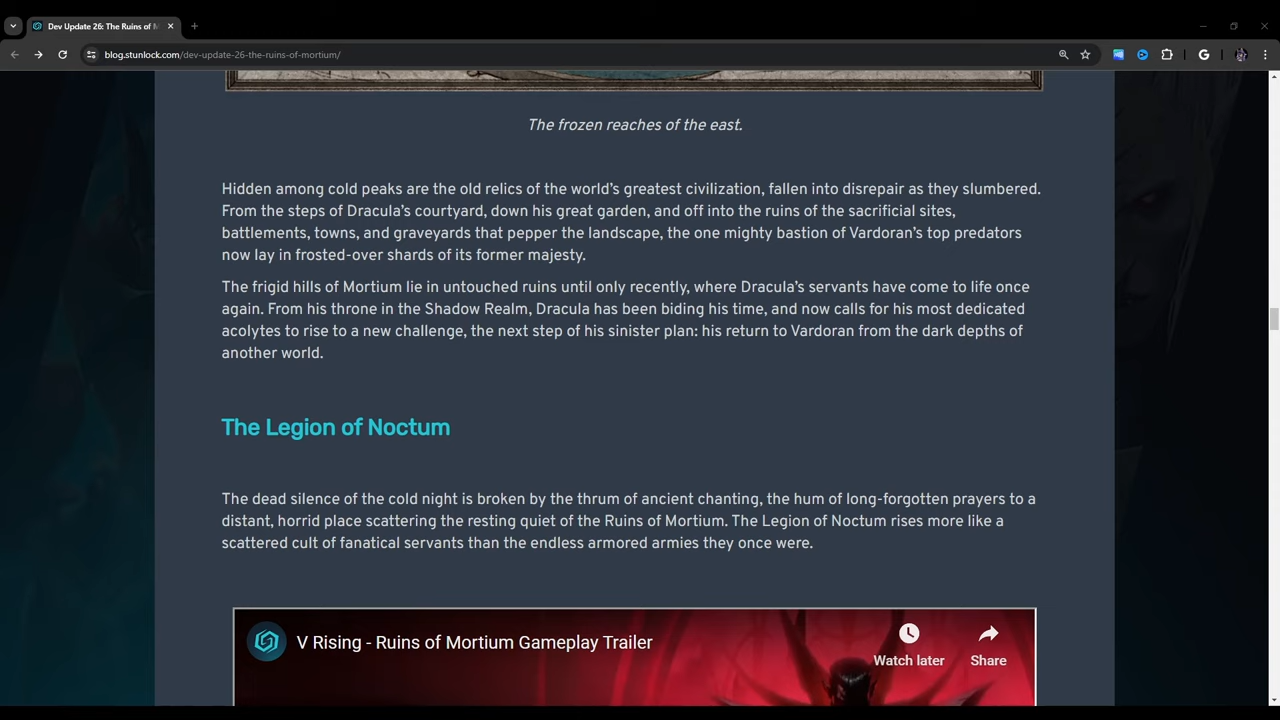 Dev Update 26: The Ruins of M
blog.stunlock.com/dev-update-26-the-ruins-of-mortium/
The frozen reaches of the east.
Hidden among cold peaks are the old relics of the world's greatest civilization, fallen into disrepair as they slumbered.
From the steps of Dracula's courtyard, down his great garden, and off into the ruins of the sacrificial sites,
battlements, towns, and graveyards that pepper the landscape, the one mighty bastion of Vardoran's top predators
now lay in frosted-over shards of its former majesty.
The frigid hills of Mortium lie in untouched ruins until only recently, where Dracula's servants have come to life once
again. From his throne in the Shadow Realm, Dracula has been biding his time, and now calls for his most dedicated
acolytes to rise to a new challenge, the next step of his sinister plan: his return to Vardoran from the dark depths of
another world.
The Legion of Noctum
The dead silence of the cold night is broken by the thrum of ancient chanting, the hum of long-forgotten prayers to a
distant, horrid place scattering the resting quiet of the Ruins of Mortium. The Legion of Noctum rises more like a
scattered cult of fanatical servants than the endless armored armies they once were.
V Rising - Ruins of Mortium Gameplay Trailer
Watch later
Share